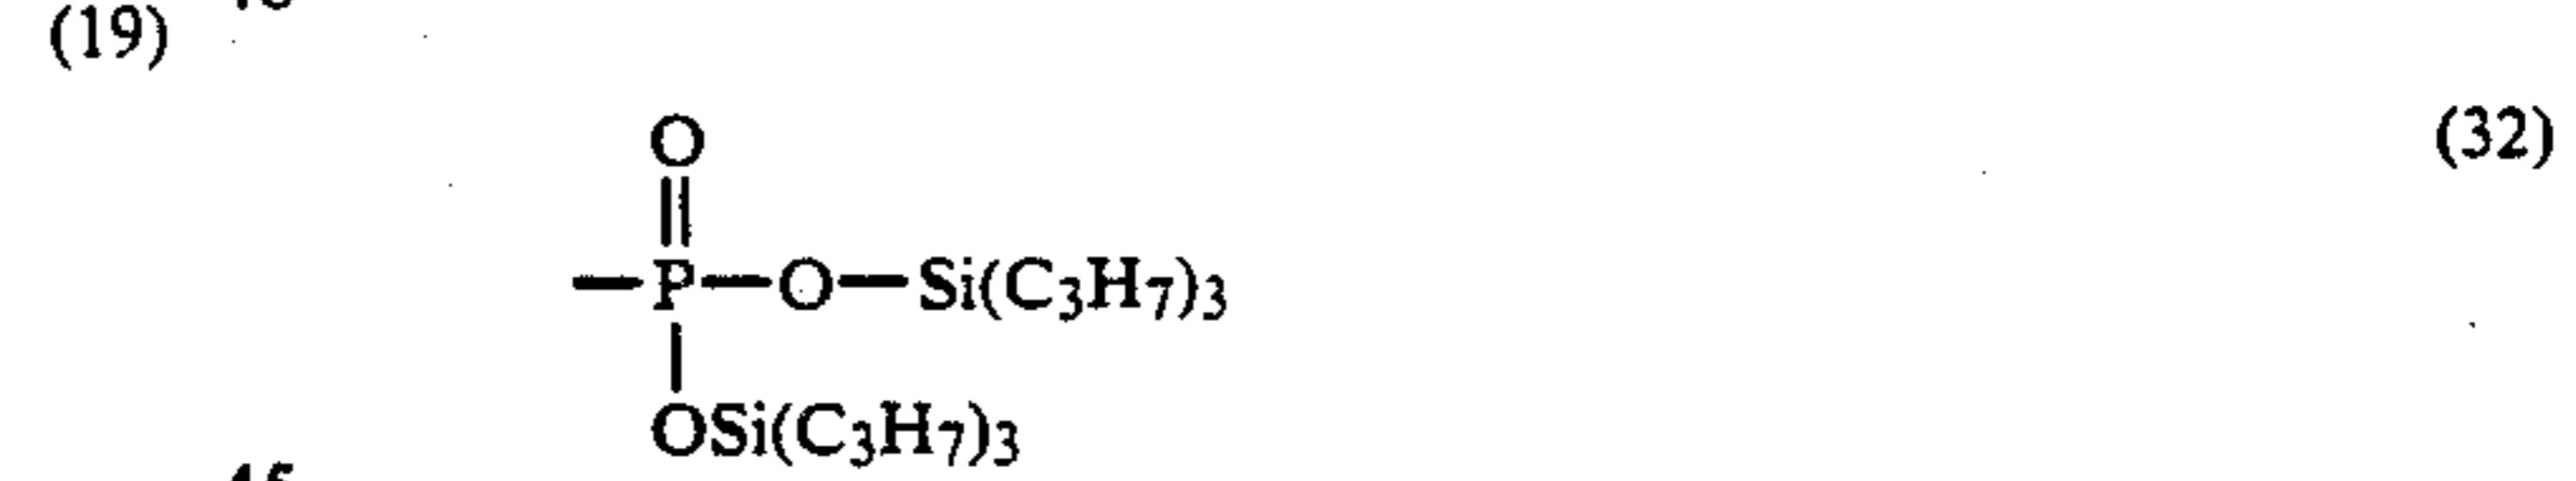 (19)
O (32)
—P—O—Si(C₃H₇)₃
OSi(C₃H₇)₃